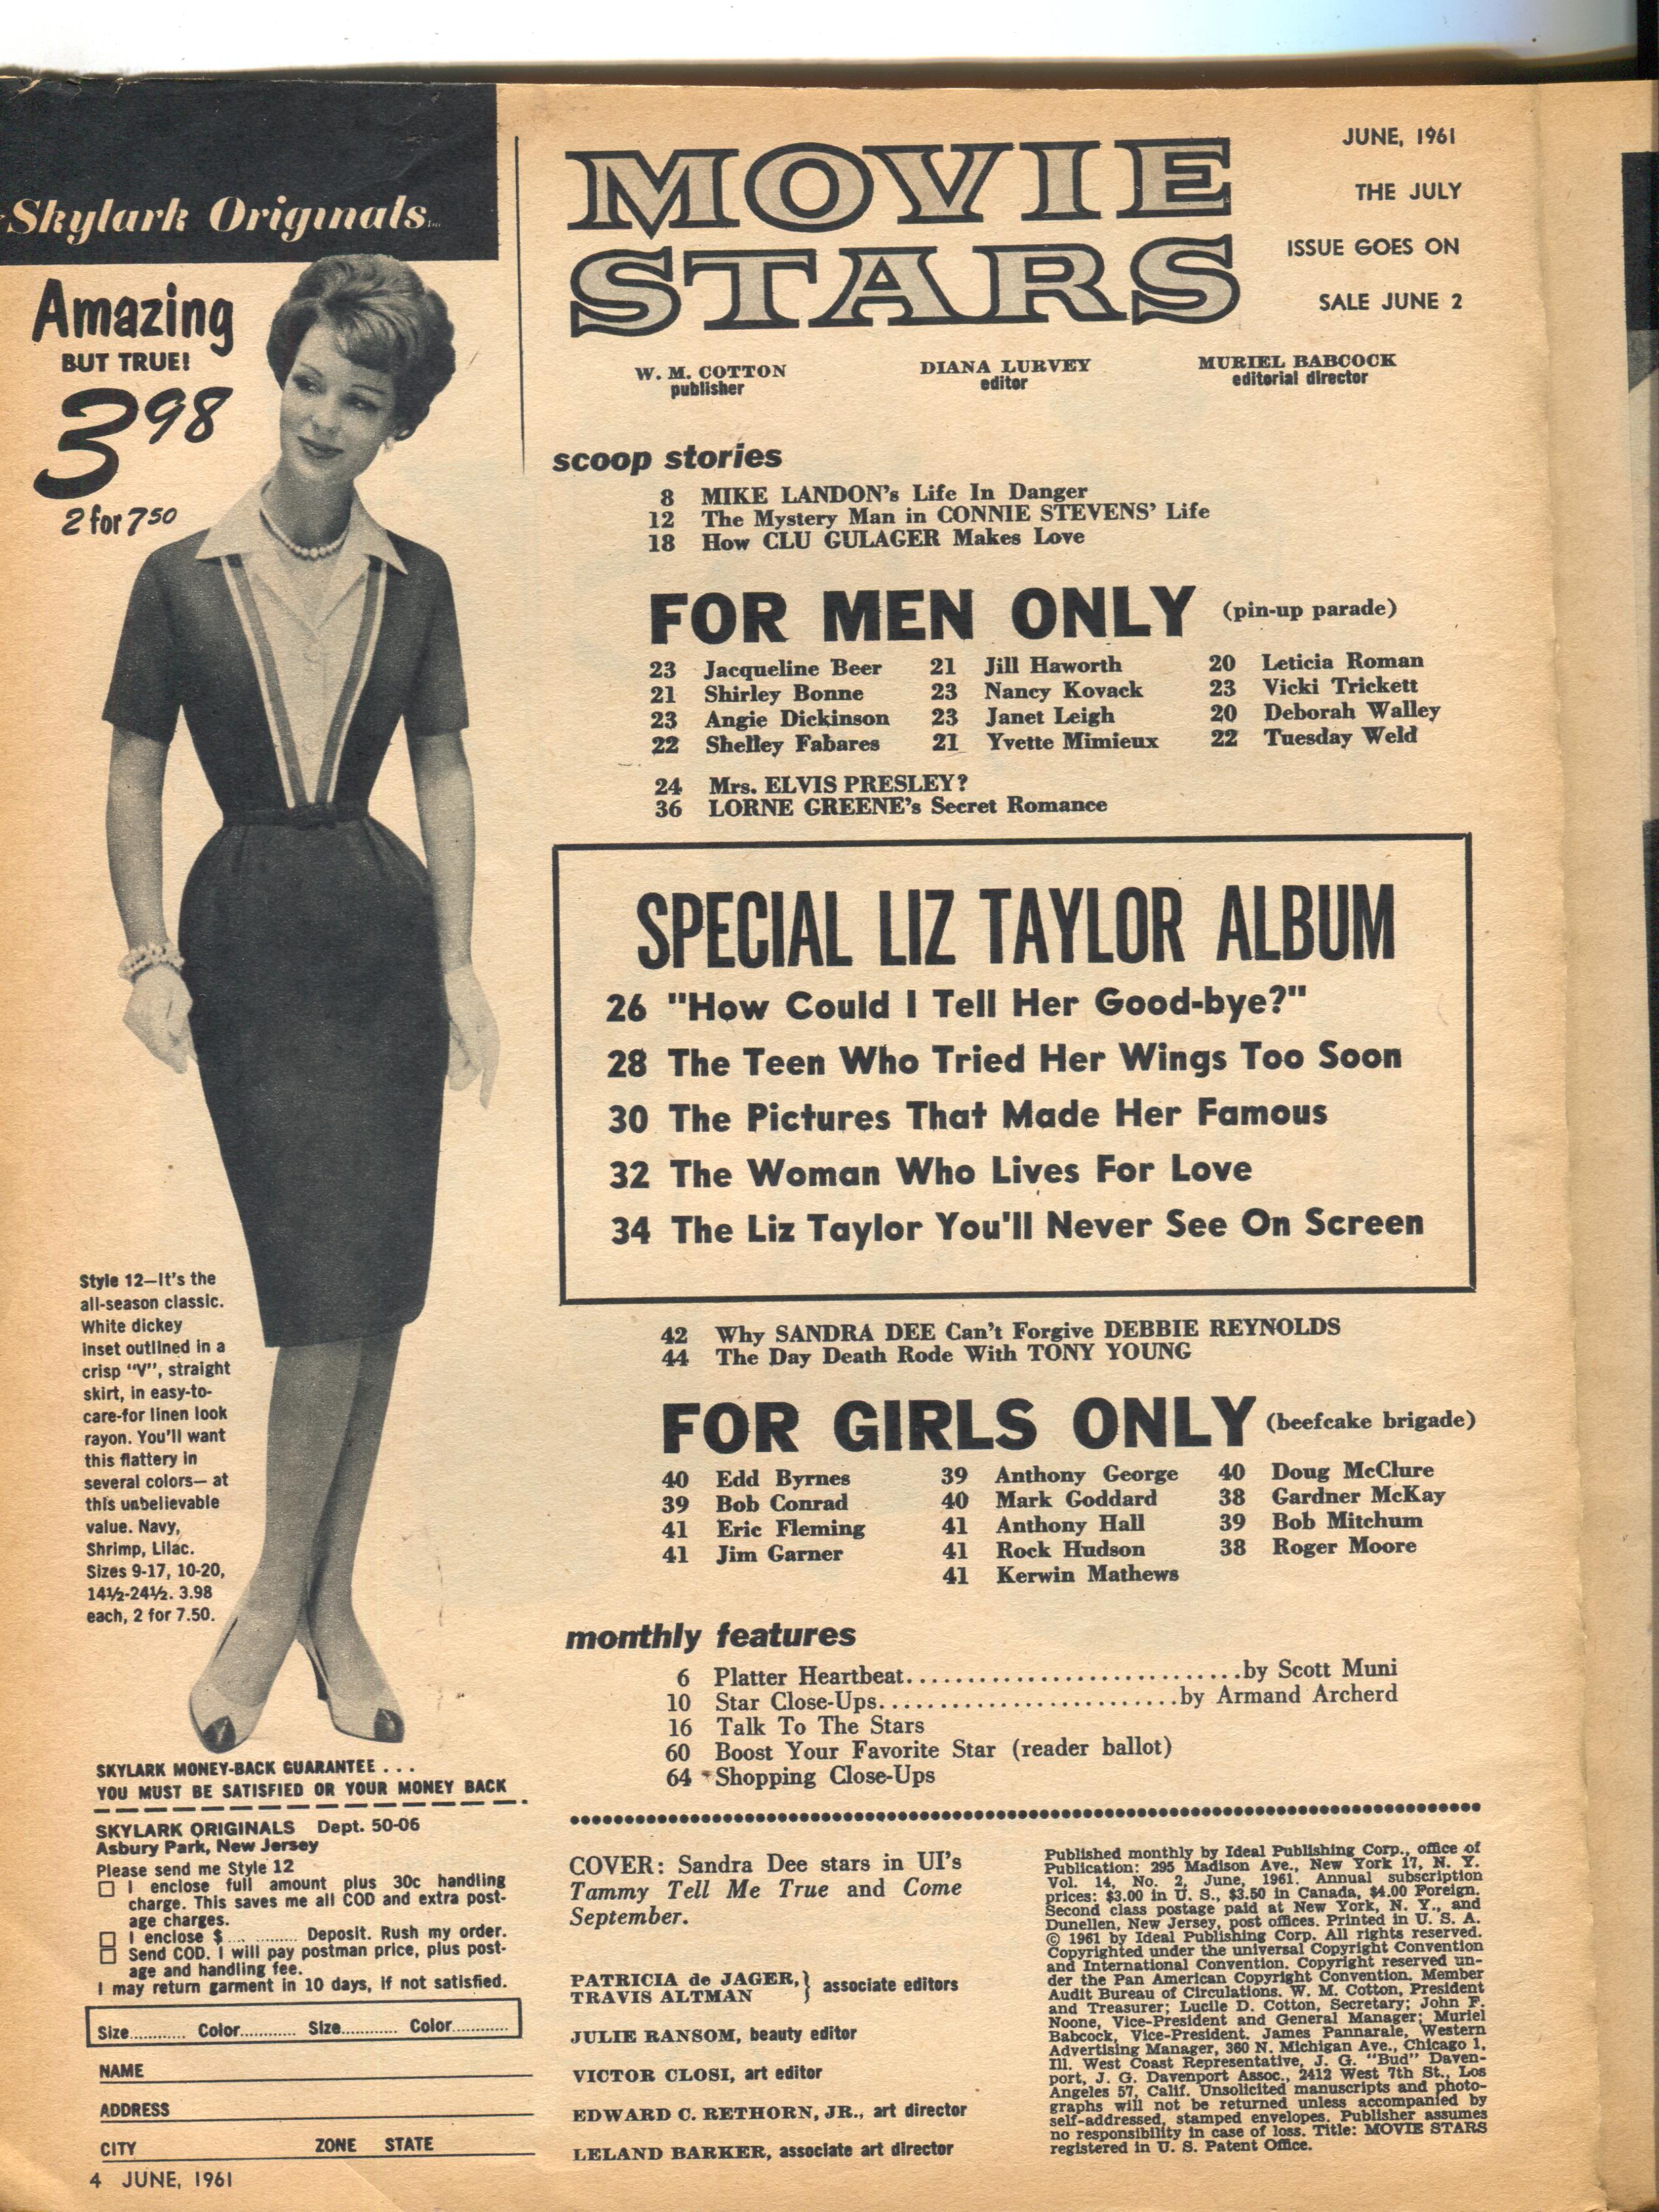 Skylark Originals...
Amazing
BUT TRUE!
3 98
2 for 7 50
Style 12—It's the
all-season classic.
White dickey
inset outlined in a
crisp "V", straight
skirt, in easy-to-
care-for linen look
rayon. You'll want
this flattery in
several colors— at
this unbelievable
value. Navy,
Shrimp, Lilac.
Sizes 9-17, 10-20,
14½-24½. 3.98
each, 2 for 7.50.
SKYLARK MONEY-BACK GUARANTEE . . .
YOU MUST BE SATISFIED OR YOUR MONEY BACK
SKYLARK ORIGINALS Dept. 50-06
Asbury Park, New Jersey
Please send me Style 12
I enclose full amount plus 30c handling
charge. This saves me all COD and extra post-
age charges.
I enclose $............ Deposit. Rush my order.
Send COD. I will pay postman price, plus post-
age and handling fee.
I may return garment in 10 days, if not satisfied.
Size............ Color............ Size............ Color............
NAME
ADDRESS
CITY ZONE STATE
4 JUNE, 1961
MOVIE
STARS
JUNE, 1961
THE JULY
ISSUE GOES ON
SALE JUNE 2
W. M. COTTON
publisher
DIANA LURVEY
editor
MURIEL BABCOCK
editorial director
scoop stories
8 MIKE LANDON's Life In Danger
12 The Mystery Man in CONNIE STEVENS' Life
18 How CLU GULAGER Makes Love
FOR MEN ONLY (pin-up parade)
23 Jacqueline Beer 21 Jill Haworth 20 Leticia Roman
21 Shirley Bonne 23 Nancy Kovack 23 Vicki Trickett
23 Angie Dickinson 23 Janet Leigh 20 Deborah Walley
22 Shelley Fabares 21 Yvette Mimieux 22 Tuesday Weld
24 Mrs. ELVIS PRESLEY?
36 LORNE GREENE's Secret Romance
SPECIAL LIZ TAYLOR ALBUM
26 "How Could I Tell Her Good-bye?"
28 The Teen Who Tried Her Wings Too Soon
30 The Pictures That Made Her Famous
32 The Woman Who Lives For Love
34 The Liz Taylor You'll Never See On Screen
42 Why SANDRA DEE Can't Forgive DEBBIE REYNOLDS
44 The Day Death Rode With TONY YOUNG
FOR GIRLS ONLY (beefcake brigade)
40 Edd Byrnes 39 Anthony George 40 Doug McClure
39 Bob Conrad 40 Mark Goddard 38 Gardner McKay
41 Eric Fleming 41 Anthony Hall 39 Bob Mitchum
41 Jim Garner 41 Rock Hudson 38 Roger Moore
41 Kerwin Mathews
monthly features
6 Platter Heartbeat............................by Scott Muni
10 Star Close-Ups.........................by Armand Archerd
16 Talk To The Stars
60 Boost Your Favorite Star (reader ballot)
64 Shopping Close-Ups
COVER: Sandra Dee stars in UI's
Tammy Tell Me True and Come
September.
PATRICIA de JAGER,
TRAVIS ALTMAN } associate editors
JULIE RANSOM, beauty editor
VICTOR CLOSI, art editor
EDWARD C. RETHORN, JR., art director
LELAND BARKER, associate art director
Published monthly by Ideal Publishing Corp., office of
Publication: 295 Madison Ave., New York 17, N. Y.
Vol. 14, No. 2, June, 1961. Annual subscription
prices: $3.00 in U. S., $3.50 in Canada, $4.00 Foreign.
Second class postage paid at New York, N. Y., and
Dunellen, New Jersey, post offices. Printed in U. S. A.
© 1961 by Ideal Publishing Corp. All rights reserved.
Copyrighted under the universal Copyright Convention
and International Convention. Copyright reserved un-
der the Pan American Copyright Convention. Member
Audit Bureau of Circulations. W. M. Cotton, President
and Treasurer; Lucile D. Cotton, Secretary; John F.
Noone, Vice-President and General Manager; Muriel
Babcock, Vice-President. James Pannarale, Western
Advertising Manager, 360 N. Michigan Ave., Chicago 1,
Ill. West Coast Representative, J. G. "Bud" Daven-
port, J. G. Davenport Assoc., 2412 West 7th St., Los
Angeles 57, Calif. Unsolicited manuscripts and photo-
graphs will not be returned unless accompanied by
self-addressed, stamped envelopes. Publisher assumes
no responsibility in case of loss. Title: MOVIE STARS
registered in U. S. Patent Office.